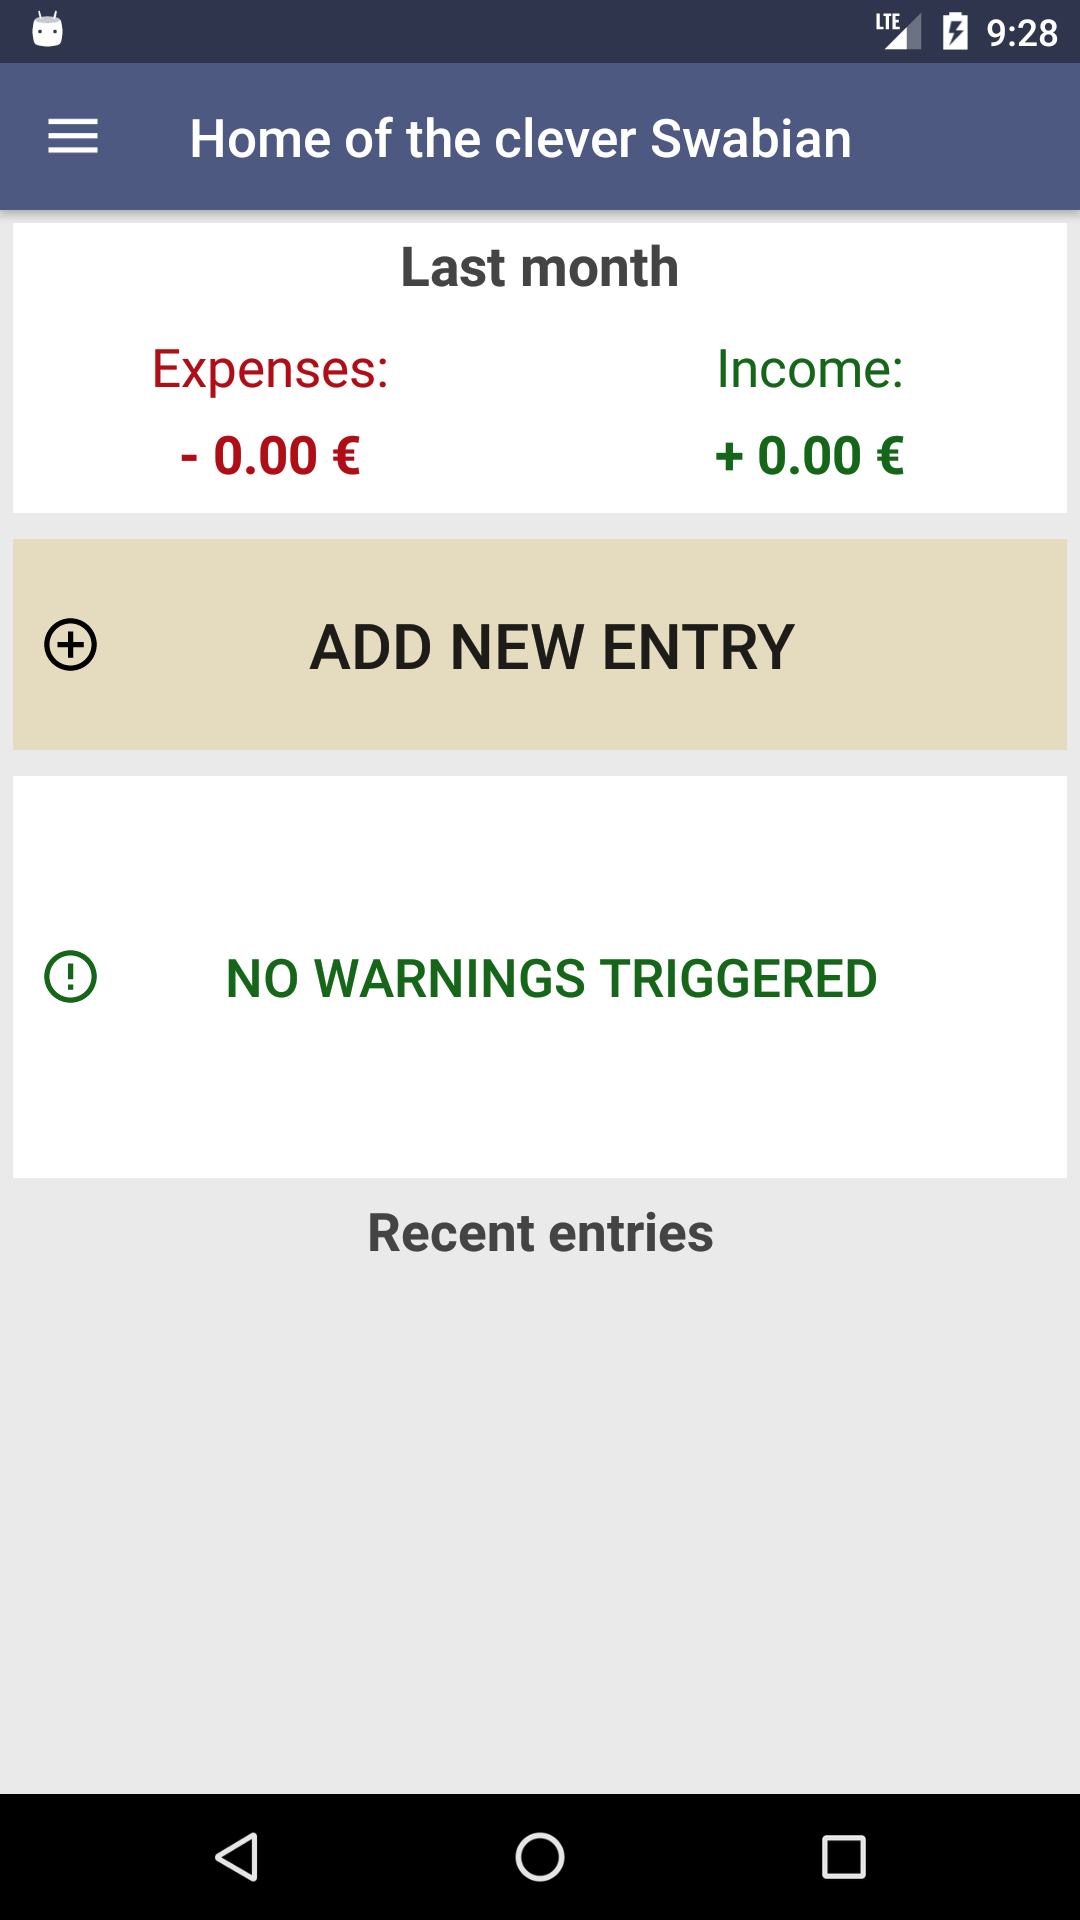 LTE 9:28
Home of the clever Swabian
Last month
Expenses: Income:
- 0.00 € + 0.00 €
ADD NEW ENTRY
NO WARNINGS TRIGGERED
Recent entries